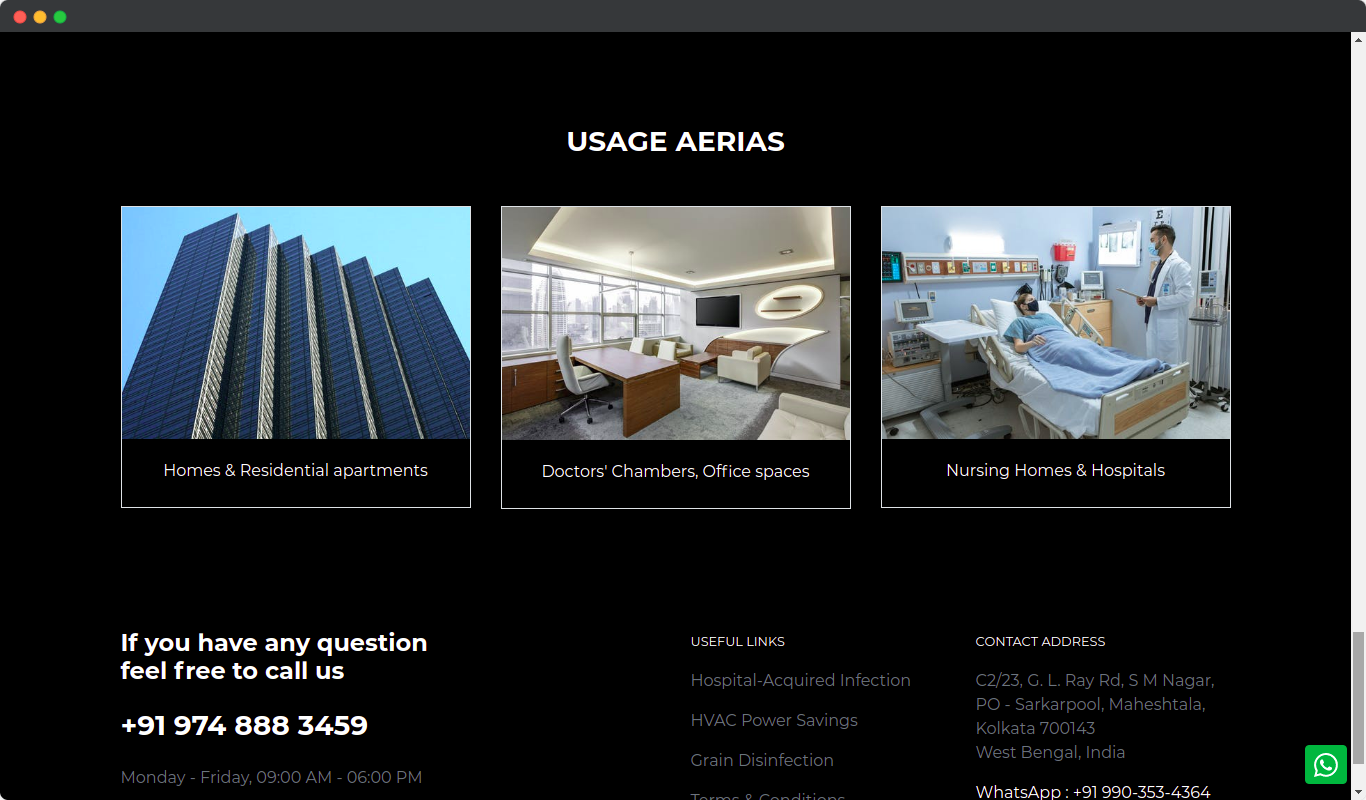 USAGE AERIAS
Homes & Residential apartments
Doctors' Chambers, Office spaces
Nursing Homes & Hospitals
If you have any question
feel free to call us
+91 974 888 3459
Monday - Friday, 09:00 AM - 06:00 PM
USEFUL LINKS
Hospital-Acquired Infection
HVAC Power Savings
Grain Disinfection
Terms & Conditions
CONTACT ADDRESS
C2/23, G. L. Ray Rd, S M Nagar,
PO - Sarkarpool, Maheshtala,
Kolkata 700143
West Bengal, India
WhatsApp : +91 990-353-4364